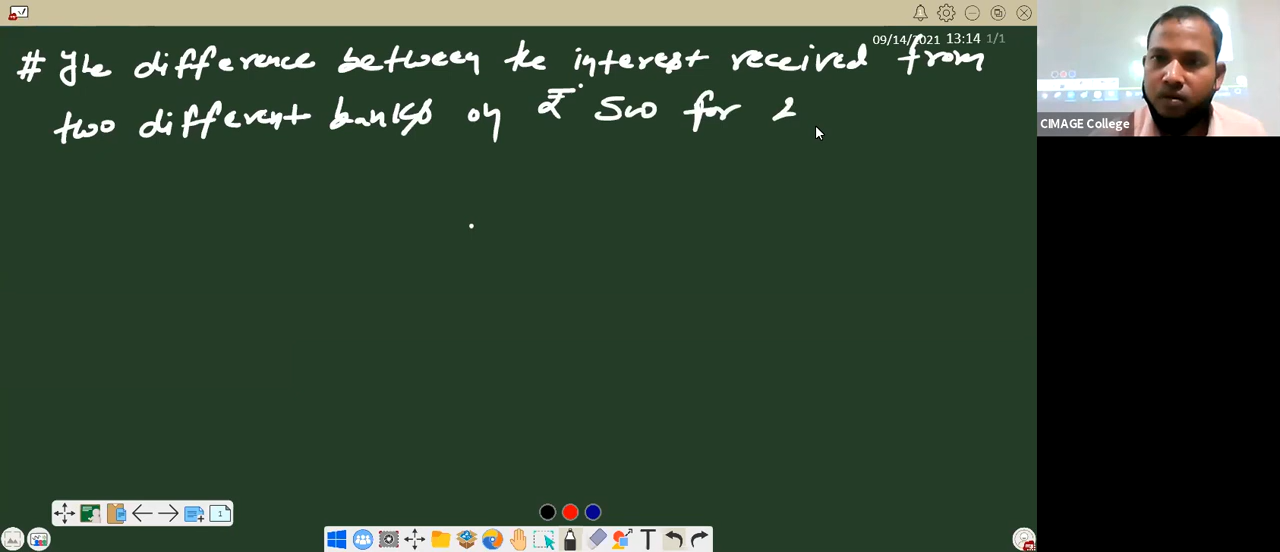 09/14/2021 13:14 1/1
# The difference between the interest received from
two different banks on ₹ 500 for 2
CIMAGE College
1
T